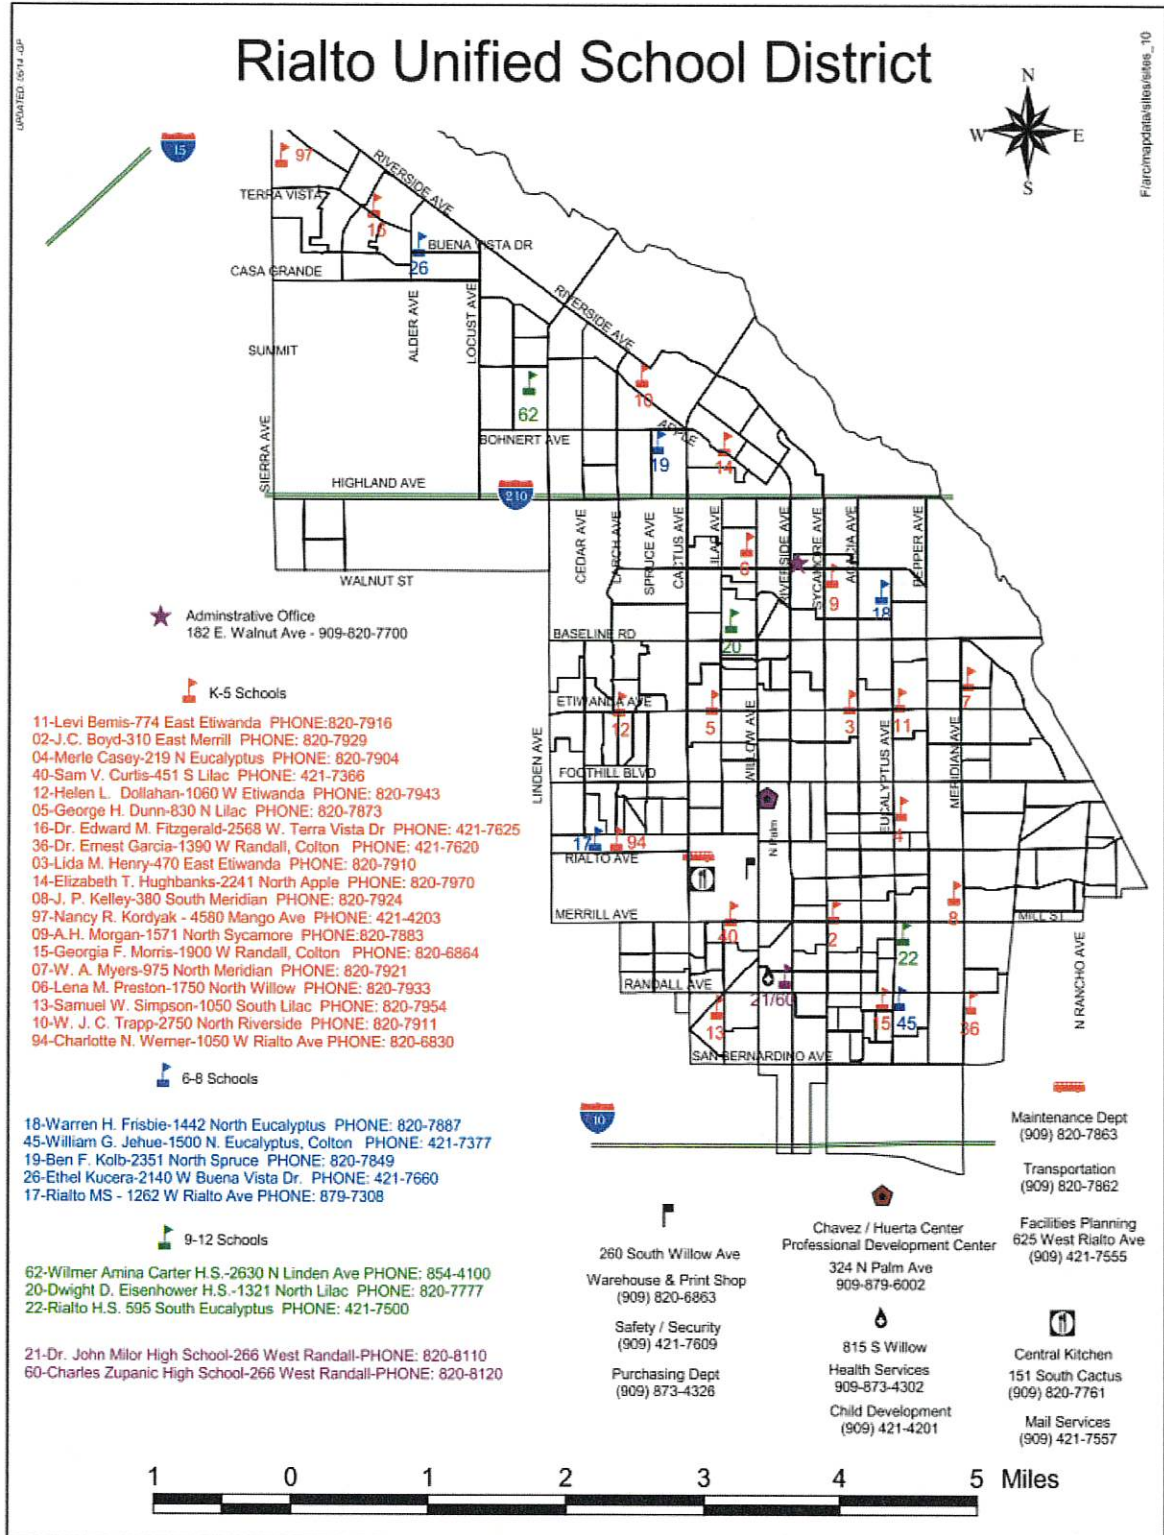 UPDATED: 06/14 -GP
F/arc/mapdata/sites/sites_10
Rialto Unified School District
N
W
E
S
15
97
RIVERSIDE AVE
TERRA VISTA
16
BUENA VISTA DR
26
CASA GRANDE
ALDER AVE
LOCUST AVE
RIVERSIDE AVE
SUMMIT
10
62
APPLE
BOHNERT AVE
19
14
SIERRA AVE
HIGHLAND AVE
210
CEDAR AVE
LARCH AVE
SPRUCE AVE
CACTUS AVE
LILAC AVE
RIVERSIDE AVE
SYCAMORE AVE
ACACIA AVE
PEPPER AVE
6
WALNUT ST
9
18
20
BASELINE RD
ETIWANDA AVE
12
5
3
11
7
LINDEN AVE
WILLOW AVE
EUCALYPTUS AVE
MERIDIAN AVE
FOOTHILL BLVD
N Palm
4
17
94
RIALTO AVE
8
MERRILL AVE
MILL ST
40
2
22
RANDALL AVE
21/60
N RANCHO AVE
13
15
45
36
SAN BERNARDINO AVE
10
Adminstrative Office
182 E. Walnut Ave - 909-820-7700
K-5 Schools
11-Levi Bemis-774 East Etiwanda PHONE:820-7916
02-J.C. Boyd-310 East Merrill PHONE: 820-7929
04-Merle Casey-219 N Eucalyptus PHONE: 820-7904
40-Sam V. Curtis-451 S Lilac PHONE: 421-7366
12-Helen L. Dollahan-1060 W Etiwanda PHONE: 820-7943
05-George H. Dunn-830 N Lilac PHONE: 820-7873
16-Dr. Edward M. Fitzgerald-2568 W. Terra Vista Dr PHONE: 421-7625
36-Dr. Ernest Garcia-1390 W Randall, Colton PHONE: 421-7620
03-Lida M. Henry-470 East Etiwanda PHONE: 820-7910
14-Elizabeth T. Hughbanks-2241 North Apple PHONE: 820-7970
08-J. P. Kelley-380 South Meridian PHONE: 820-7924
97-Nancy R. Kordyak - 4580 Mango Ave PHONE: 421-4203
09-A.H. Morgan-1571 North Sycamore PHONE:820-7883
15-Georgia F. Morris-1900 W Randall, Colton PHONE: 820-6864
07-W. A. Myers-975 North Meridian PHONE: 820-7921
06-Lena M. Preston-1750 North Willow PHONE: 820-7933
13-Samuel W. Simpson-1050 South Lilac PHONE: 820-7954
10-W. J. C. Trapp-2750 North Riverside PHONE: 820-7911
94-Charlotte N. Werner-1050 W Rialto Ave PHONE: 820-6830
6-8 Schools
18-Warren H. Frisbie-1442 North Eucalyptus PHONE: 820-7887
45-William G. Jehue-1500 N. Eucalyptus, Colton PHONE: 421-7377
19-Ben F. Kolb-2351 North Spruce PHONE: 820-7849
26-Ethel Kucera-2140 W Buena Vista Dr. PHONE: 421-7660
17-Rialto MS - 1262 W Rialto Ave PHONE: 879-7308
9-12 Schools
62-Wilmer Amina Carter H.S.-2630 N Linden Ave PHONE: 854-4100
20-Dwight D. Eisenhower H.S.-1321 North Lilac PHONE: 820-7777
22-Rialto H.S. 595 South Eucalyptus PHONE: 421-7500
21-Dr. John Milor High School-266 West Randall-PHONE: 820-8110
60-Charles Zupanic High School-266 West Randall-PHONE: 820-8120
260 South Willow Ave
Warehouse & Print Shop
(909) 820-6863
Safety / Security
(909) 421-7609
Purchasing Dept
(909) 873-4326
Chavez / Huerta Center
Professional Development Center
324 N Palm Ave
909-879-6002
815 S Willow
Health Services
909-873-4302
Child Development
(909) 421-4201
Maintenance Dept
(909) 820-7863
Transportation
(909) 820-7862
Facilities Planning
625 West Rialto Ave
(909) 421-7555
Central Kitchen
151 South Cactus
(909) 820-7761
Mail Services
(909) 421-7557
1 0 1 2 3 4 5 Miles